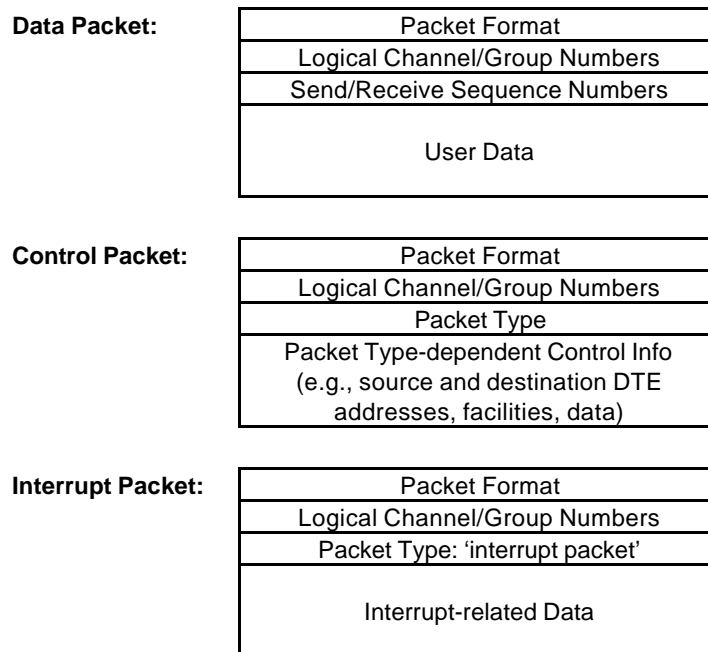 Data Packet:
Packet Format
Logical Channel/Group Numbers
Send/Receive Sequence Numbers
User Data
Control Packet:
Packet Format
Logical Channel/Group Numbers
Packet Type
Packet Type-dependent Control Info
(e.g., source and destination DTE
addresses, facilities, data)
Interrupt Packet:
Packet Format
Logical Channel/Group Numbers
Packet Type: ‘interrupt packet’
Interrupt-related Data